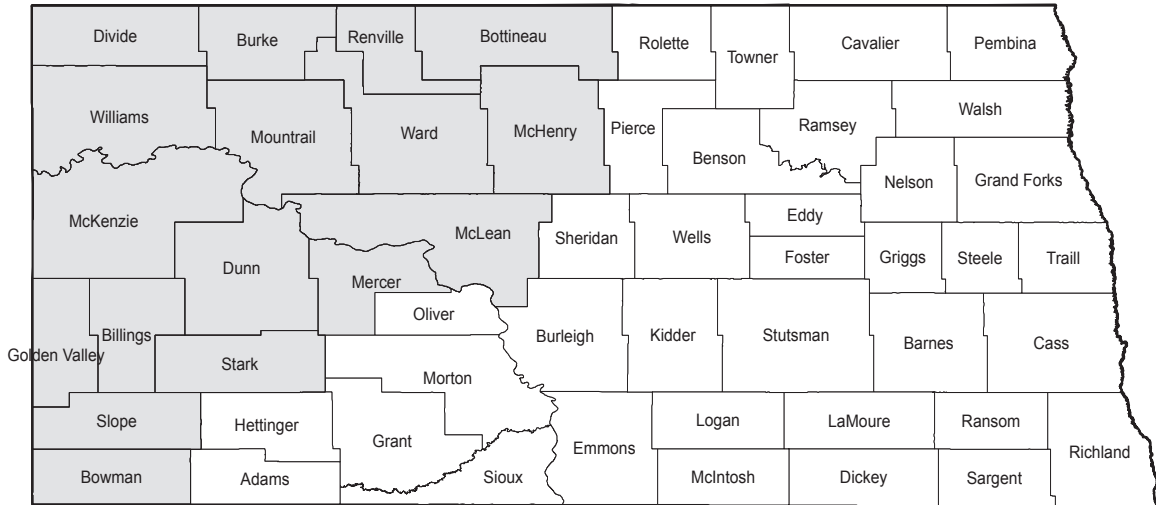 Divide
Burke
Renville
Bottineau
Rolette
Towner
Cavalier
Pembina
Williams
Mountrail
Ward
McHenry
Pierce
Benson
Ramsey
Walsh
Nelson
Grand Forks
McKenzie
Dunn
McLean
Mercer
Oliver
Sheridan
Wells
Eddy
Foster
Griggs
Steele
Traill
Golden Valley
Billings
Stark
Morton
Burleigh
Kidder
Stutsman
Barnes
Cass
Slope
Hettinger
Grant
Emmons
Logan
LaMoure
Ransom
Richland
Bowman
Adams
Sioux
McIntosh
Dickey
Sargent